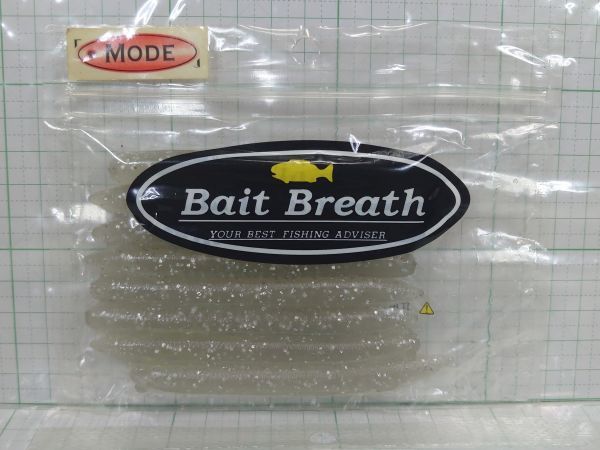 MODE
Bait Breath
YOUR BEST FISHING ADVISER